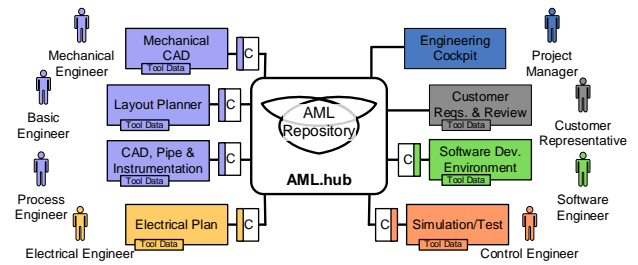 Mechanical
Engineer
Mechanical
CAD
Tool Data
C
Basic
Engineer
Layout Planner
Tool Data
C
Process
Engineer
CAD, Pipe &
Instrumentation
Tool Data
C
Electrical Engineer
Electrical Plan
Tool Data
C
AML
Repository
AML.hub
Engineering
Cockpit
Project
Manager
Customer
Reqs. & Review
Tool Data
Customer
Representative
C
Software Dev.
Environment
Tool Data
Software
Engineer
C
Simulation/Test
Tool Data
Control Engineer